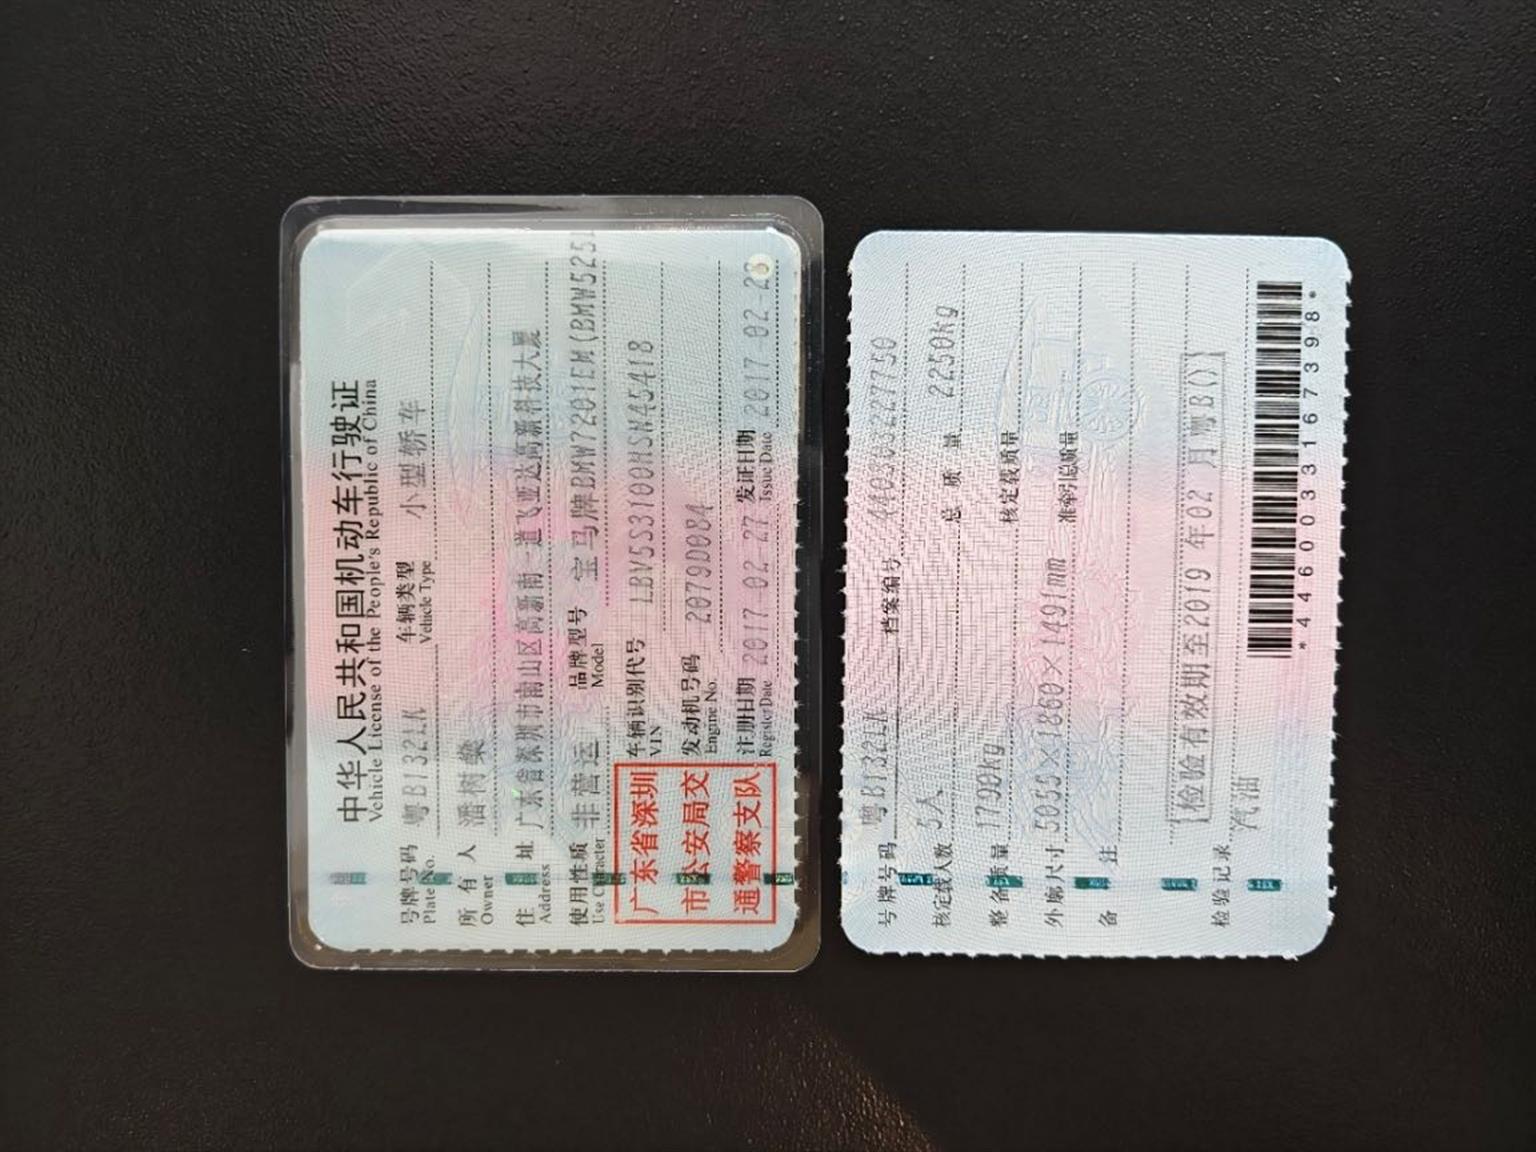 中华人民共和国机动车行驶证
Vehicle License of the People's Republic of China
号牌号码 粤B132LK 车辆类型 小型轿车
Plate No. Vehicle Type
所有人 潘树燊
Owner
住址 广东省深圳市南山区高新南一道飞亚达高新科技大厦
Address
使用性质 非营运 品牌型号 宝马牌BMW7201EM(BMW525l
Use Character Model
广东省深圳
市公安局交
通警察支队
车辆识别代号 LBV5S3100HSN45418
VIN
发动机号码 2079D084
Engine No.
注册日期 2017-02-27 发证日期 2017-02-28
Register Date Issue Date
号牌号码 粤B132LK 档案编号 440303227750
核定载人数 5人 总质量 2250kg
整备质量 1790kg 核定载质量
外廓尺寸 5055×1860×1491mm 准牵引总质量
备注
【检验有效期至2019年02月粤B()】
检验记录 汽油
*4460033167398*